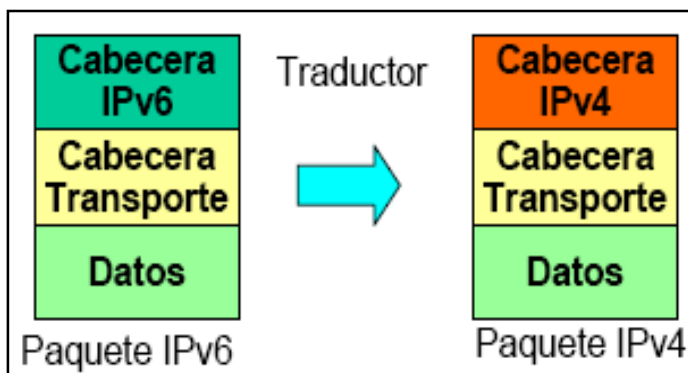 Cabecera
IPv6
Cabecera
Transporte
Datos
Paquete IPv6
Traductor
Cabecera
IPv4
Cabecera
Transporte
Datos
Paquete IPv4